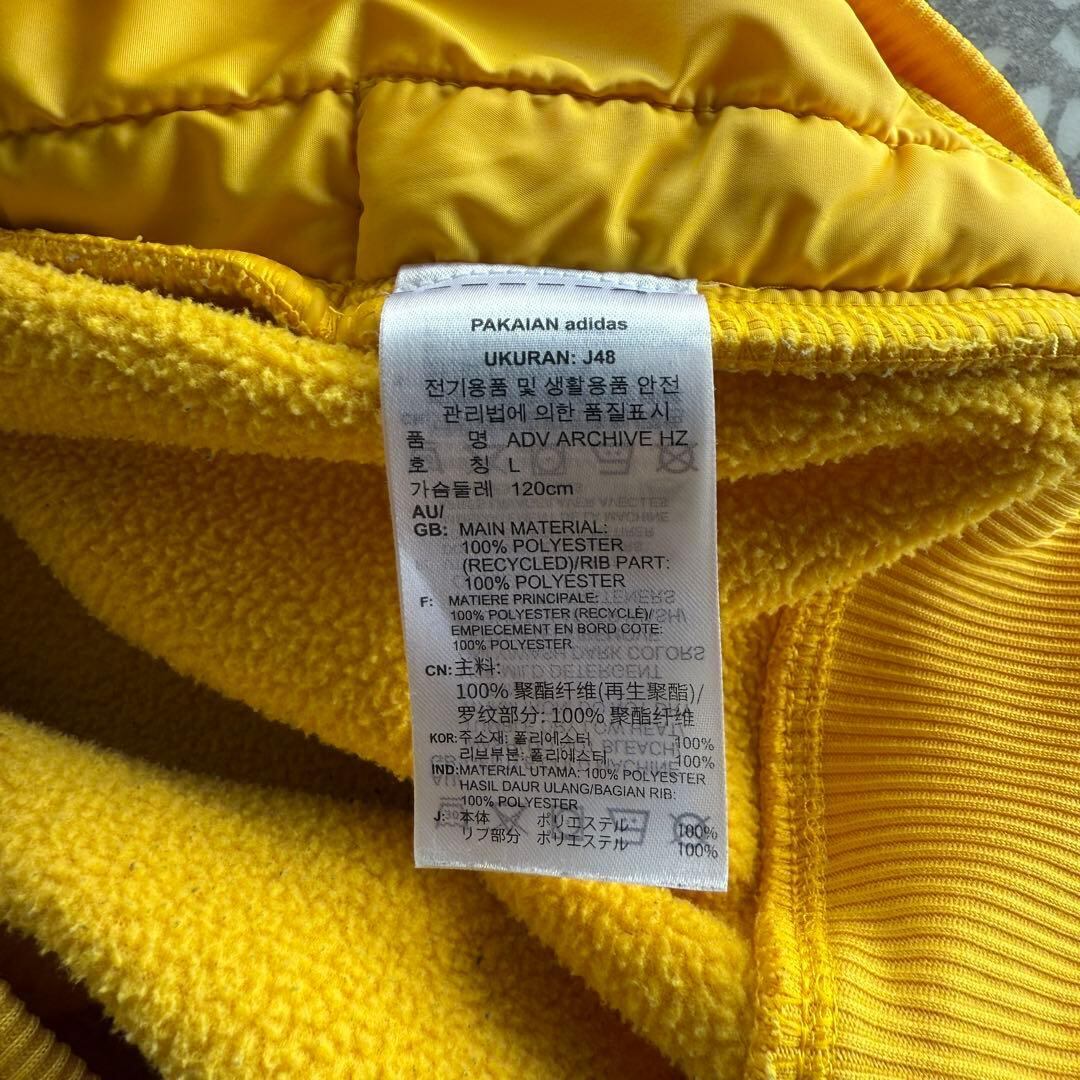 PAKAIAN adidas
UKURAN: J48
전기용품 및 생활용품 안전
관리법에 의한 품질표시
품 명 ADV ARCHIVE HZ
호 칭 L
가슴둘레 120cm
AU/
GB: MAIN MATERIAL:
100% POLYESTER
(RECYCLED)/RIB PART:
100% POLYESTER
F: MATIERE PRINCIPALE:
100% POLYESTER (RECYCLÉ)/
EMPIECEMENT EN BORD COTE:
100% POLYESTER
CN: 主料:
100% 聚酯纤维(再生聚酯)/
罗纹部分: 100% 聚酯纤维
KOR: 주소재: 폴리에스터 100%
리브부분: 폴리에스터 100%
IND: MATERIAL UTAMA: 100% POLYESTER
HASIL DAUR ULANG/BAGIAN RIB:
100% POLYESTER
J: 本体 ポリエステル 100%
リブ部分 ポリエステル 100%